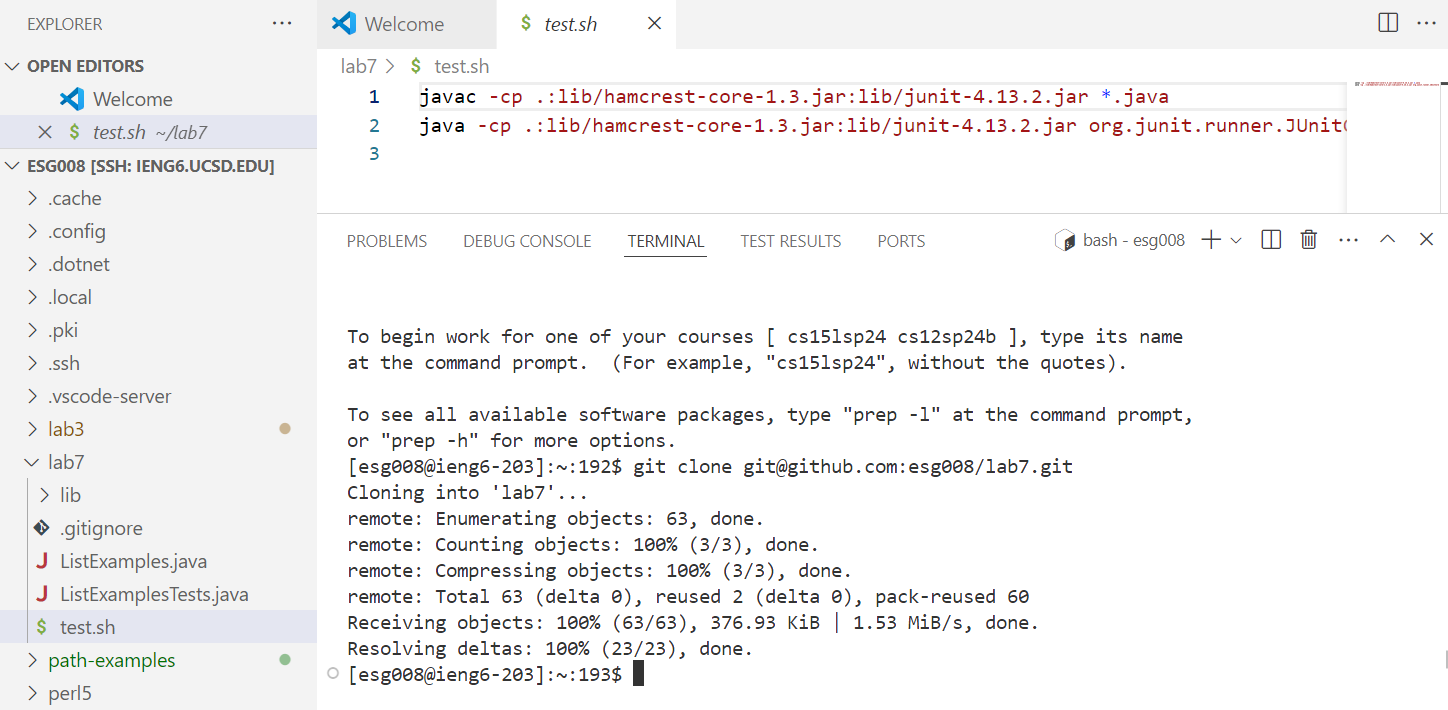 EXPLORER
OPEN EDITORS
Welcome
test.sh ~/lab7
ESG008 [SSH: IENG6.UCSD.EDU]
.cache
.config
.dotnet
.local
.pki
.ssh
.vscode-server
lab3
lab7
lib
.gitignore
ListExamples.java
ListExamplesTests.java
test.sh
path-examples
perl5
Welcome
test.sh
lab7 > $ test.sh
1 javac -cp .:lib/hamcrest-core-1.3.jar:lib/junit-4.13.2.jar *.java
2 java -cp .:lib/hamcrest-core-1.3.jar:lib/junit-4.13.2.jar org.junit.runner.JUnit
3
PROBLEMS DEBUG CONSOLE TERMINAL TEST RESULTS PORTS bash - esg008
To begin work for one of your courses [ cs15lsp24 cs12sp24b ], type its name
at the command prompt.  (For example, "cs15lsp24", without the quotes).
To see all available software packages, type "prep -l" at the command prompt,
or "prep -h" for more options.
[esg008@ieng6-203]:~:192$ git clone git@github.com:esg008/lab7.git
Cloning into 'lab7'...
remote: Enumerating objects: 63, done.
remote: Counting objects: 100% (3/3), done.
remote: Compressing objects: 100% (3/3), done.
remote: Total 63 (delta 0), reused 2 (delta 0), pack-reused 60
Receiving objects: 100% (63/63), 376.93 KiB | 1.53 MiB/s, done.
Resolving deltas: 100% (23/23), done.
[esg008@ieng6-203]:~:193$